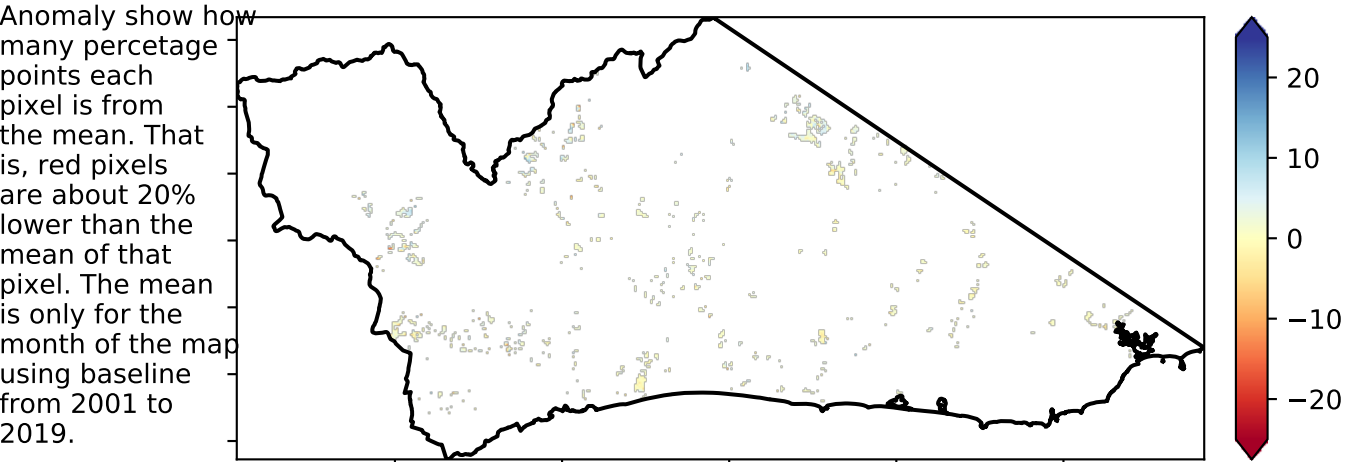 Anomaly show how
many percetage
points each
pixel is from
the mean. That
is, red pixels
are about 20%
lower than the
mean of that
pixel. The mean
is only for the
month of the map
using baseline
from 2001 to
2019.
20
10
0
−10
−20